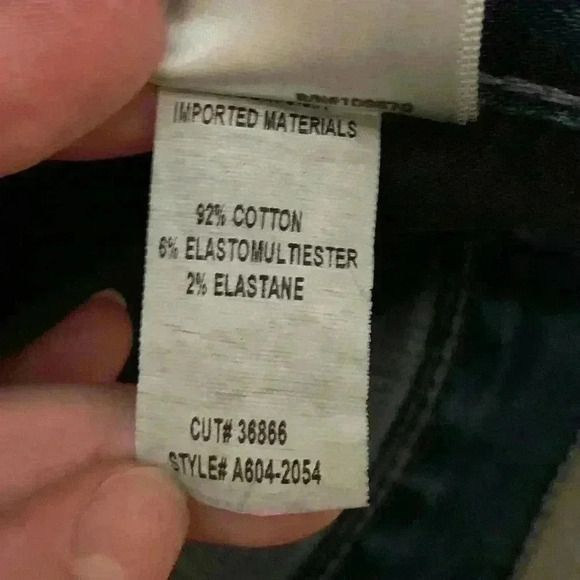 IMPORTED MATERIALS
92% COTTON
6% ELASTOMULTIESTER
2% ELASTANE
CUT# 36866
STYLE# A604-2054